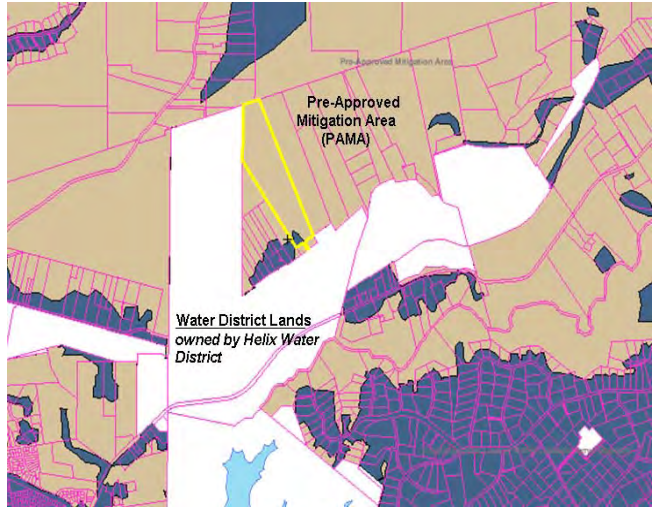 Pre-Approved Mitigation Area
Pre-Approved
Mitigation Area
(PAMA)
Water District Lands
owned by Helix Water
District